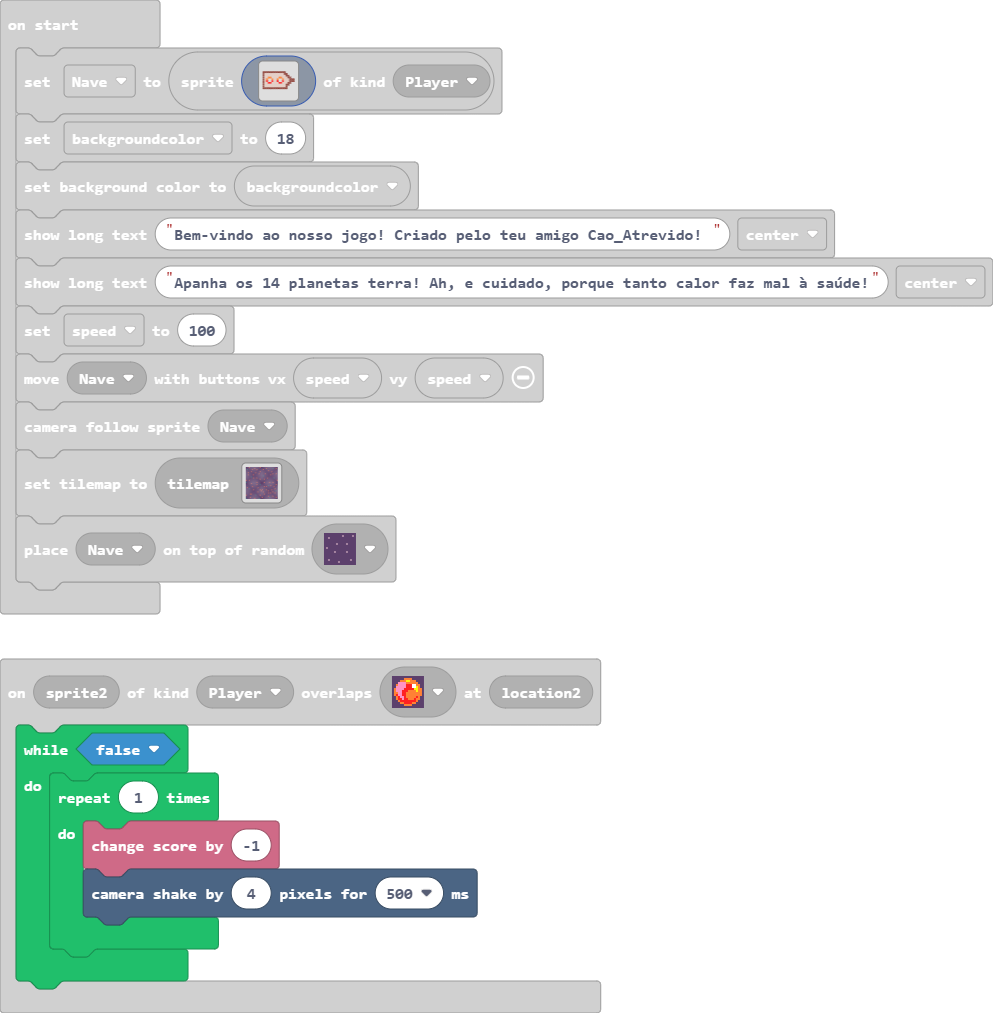 on start
set Nave to sprite of kind Player
set backgroundcolor to 18
set background color to backgroundcolor
show long text "Bem-vindo ao nosso jogo! Criado pelo teu amigo Cao_Atrevido! " center
show long text "Apanha os 14 planetas terra! Ah, e cuidado, porque tanto calor faz mal à saúde!" center
set speed to 100
move Nave with buttons vx speed vy speed
camera follow sprite Nave
set tilemap to tilemap
place Nave on top of random
on sprite2 of kind Player overlaps at location2
while false
do
repeat 1 times
do
change score by -1
camera shake by 4 pixels for 500 ms